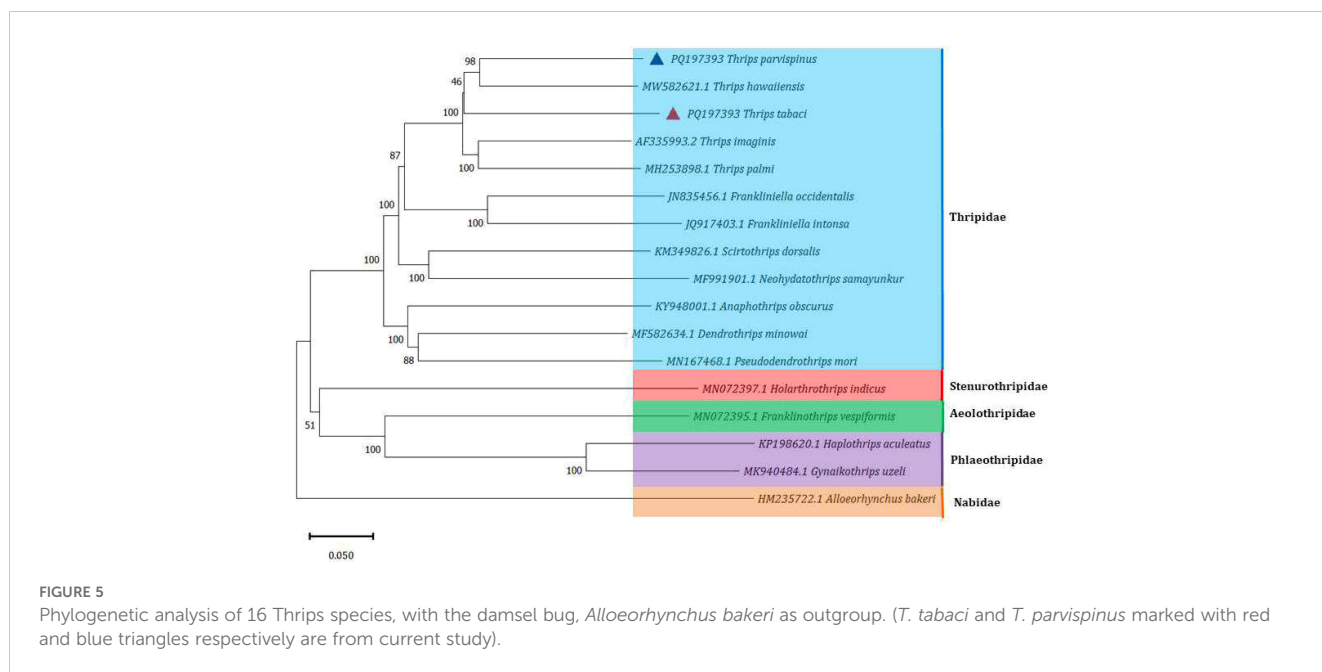 98
PQ197393 Thrips parvispinus
46
MW582621.1 Thrips hawaiiensis
100
PQ197393 Thrips tabaci
AF335993.2 Thrips imaginis
87
100
MH253898.1 Thrips palmi
JN835456.1 Frankliniella occidentalis
100
100
JQ917403.1 Frankliniella intonsa
Thripidae
KM349826.1 Scirtothrips dorsalis
100
100
MF991901.1 Neohydatothrips samayunkur
KY948001.1 Anaphothrips obscurus
100
MF582634.1 Dendrothrips minowai
88
MN167468.1 Pseudodendrothrips mori
MN072397.1 Holarthrothrips indicus
Stenurothripidae
51
MN072395.1 Franklinothrips vespiformis
Aeolothripidae
100
KP198620.1 Haplothrips aculeatus
100
MK940484.1 Gynaikothrips uzeli
Phlaeothripidae
HM235722.1 Alloeorhynchus bakeri
Nabidae
0.050
FIGURE 5
Phylogenetic analysis of 16 Thrips species, with the damsel bug, Alloeorhynchus bakeri as outgroup. (T. tabaci and T. parvispinus marked with red
and blue triangles respectively are from current study).